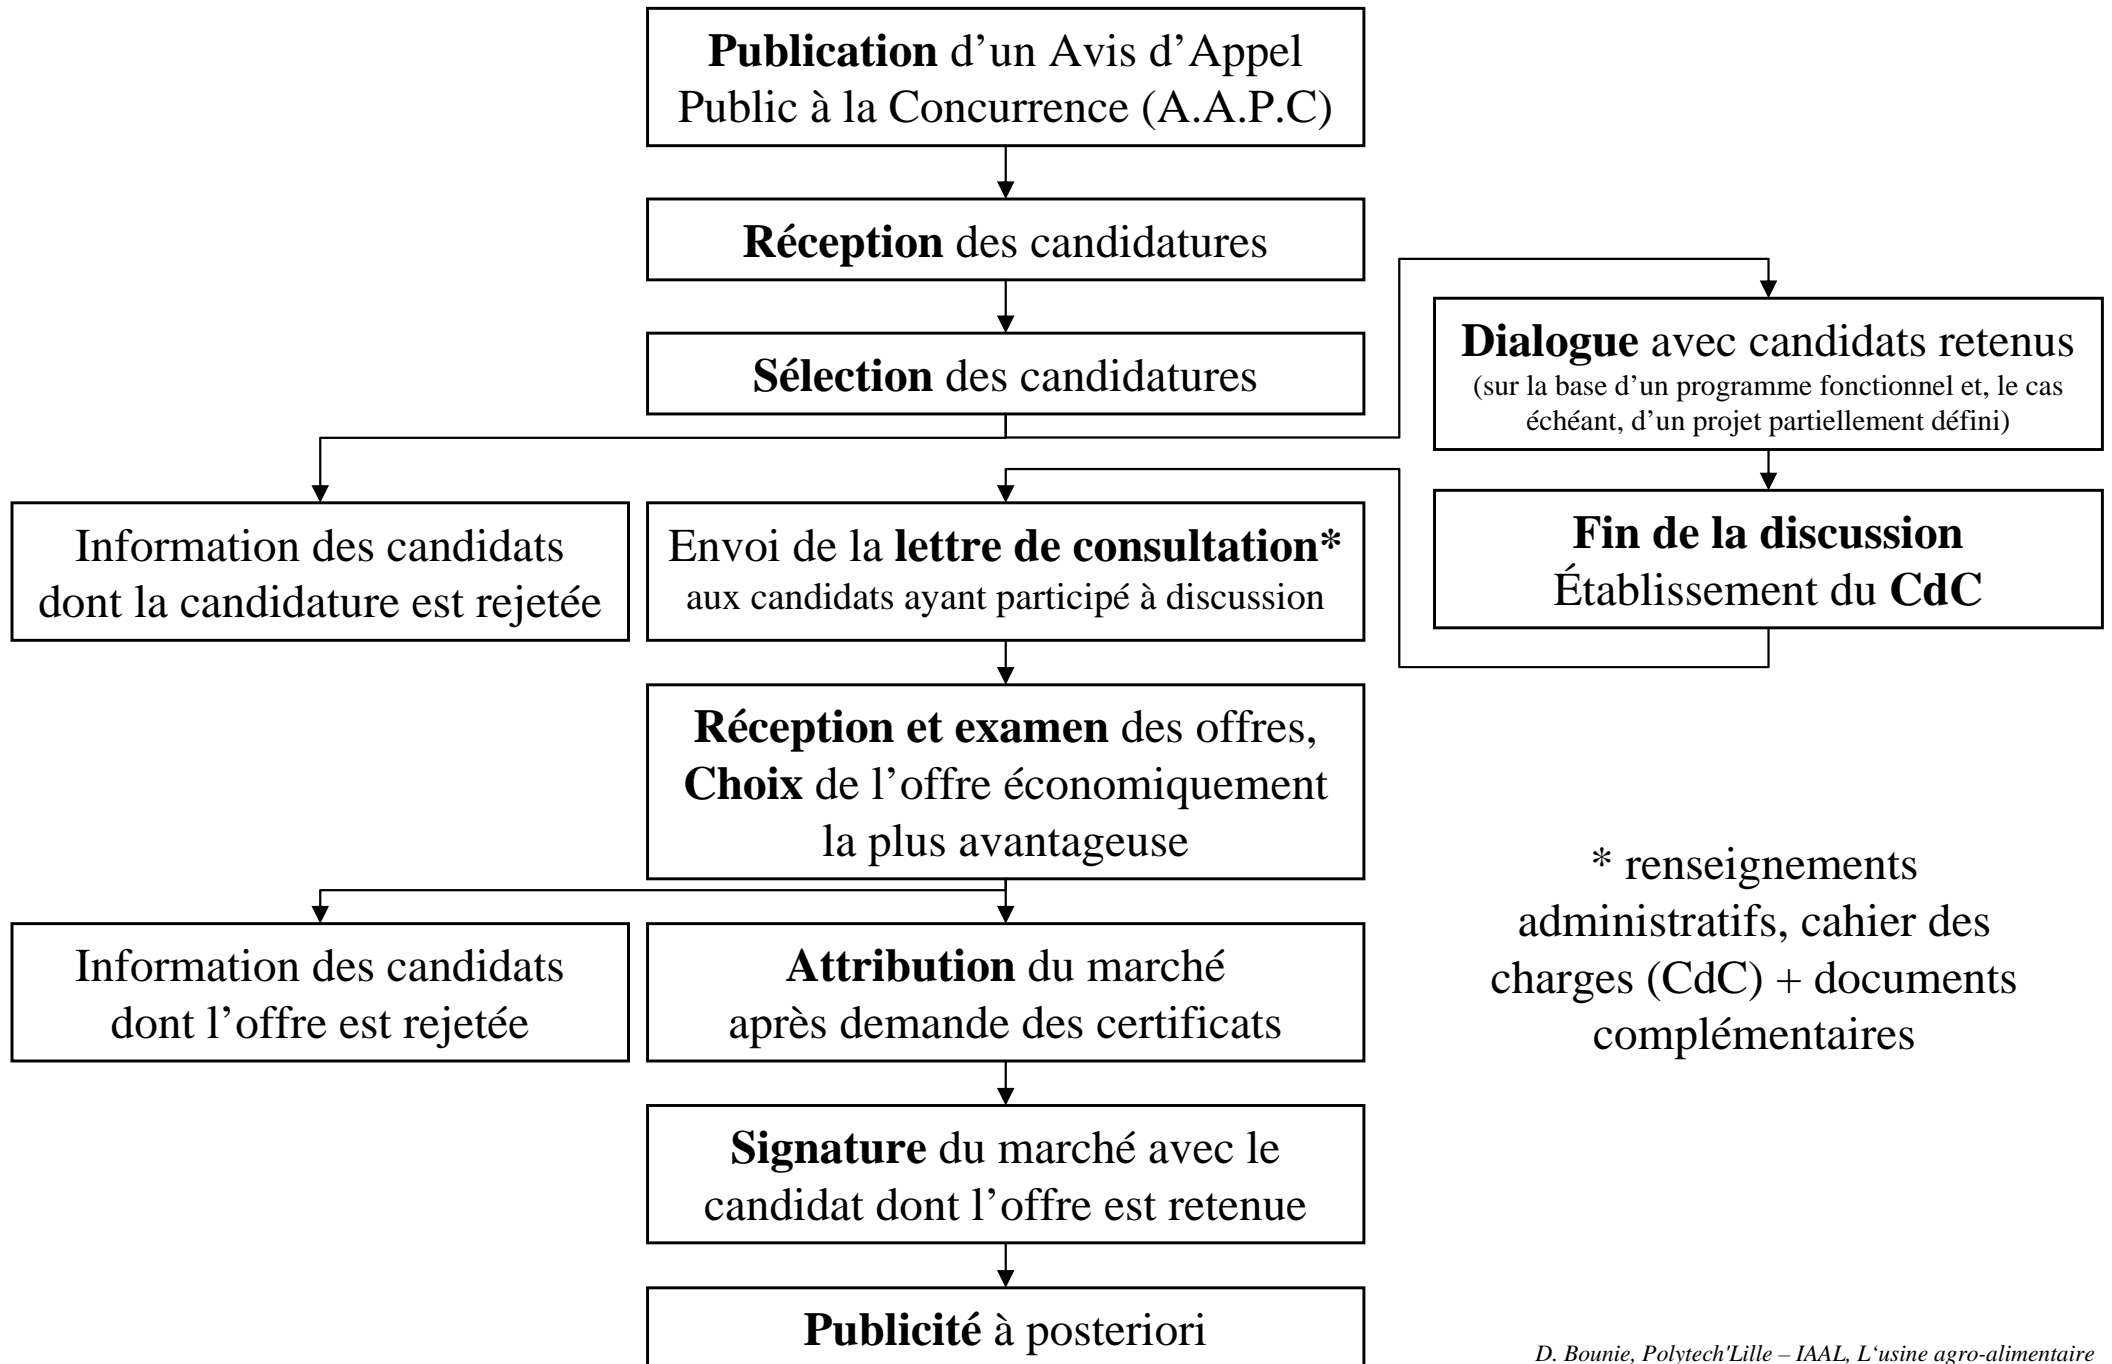 Publication d’un Avis d’Appel
Public à la Concurrence (A.A.P.C)
Réception des candidatures
Sélection des candidatures
Dialogue avec candidats retenus
(sur la base d’un programme fonctionnel et, le cas
échéant, d’un projet partiellement défini)
Fin de la discussion
Établissement du CdC
Information des candidats
dont la candidature est rejetée
Envoi de la lettre de consultation*
aux candidats ayant participé à discussion
Réception et examen des offres,
Choix de l’offre économiquement
la plus avantageuse
* renseignements
administratifs, cahier des
charges (CdC) + documents
complémentaires
Information des candidats
dont l’offre est rejetée
Attribution du marché
après demande des certificats
Signature du marché avec le
candidat dont l’offre est retenue
Publicité à posteriori
D. Bounie, Polytech'Lille – IAAL, L‘usine agro-alimentaire